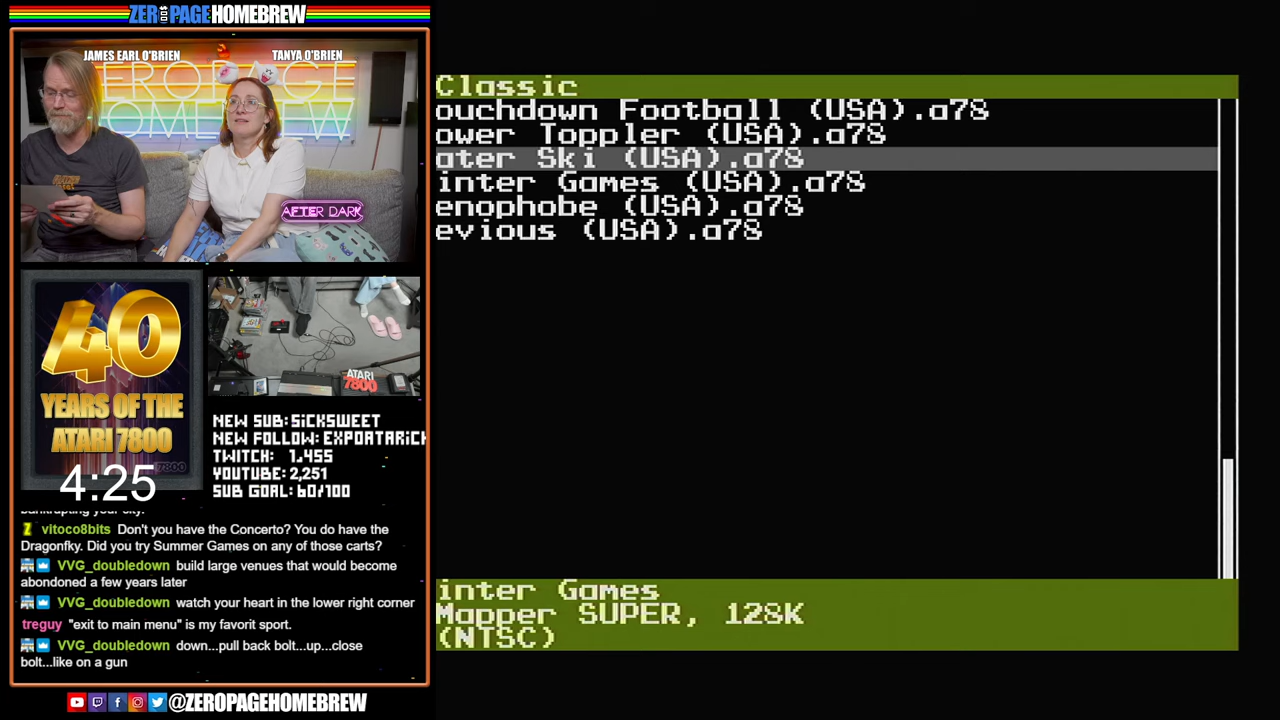 ZEROPAGEHOMEBREW
JAMES EARL O'BRIEN
TANYA O'BRIEN
AFTER DARK
40
YEARS OF THE
ATARI 7800
7800
4:25
ATARI
7800
NEW SUB: SICKSWEET
NEW FOLLOW: EXPORTARICK
TWITCH: 1,455
YOUTUBE: 2,251
SUB GOAL: 60/100
bankrupting your city.
vitoco8bits Don't you have the Concerto? You do have the
Dragonfky. Did you try Summer Games on any of those carts?
VVG_doubledown build large venues that would become
abondoned a few years later
VVG_doubledown watch your heart in the lower right corner
treguy "exit to main menu" is my favorit sport.
VVG_doubledown down...pull back bolt...up...close
bolt...like on a gun
@ZEROPAGEHOMEBREW
Classic
ouchdown Football (USA).a78
ower Toppler (USA).a78
ater Ski (USA).a78
inter Games (USA).a78
enophobe (USA).a78
evious (USA).a78
inter Games
Mapper SUPER, 128K
(NTSC)